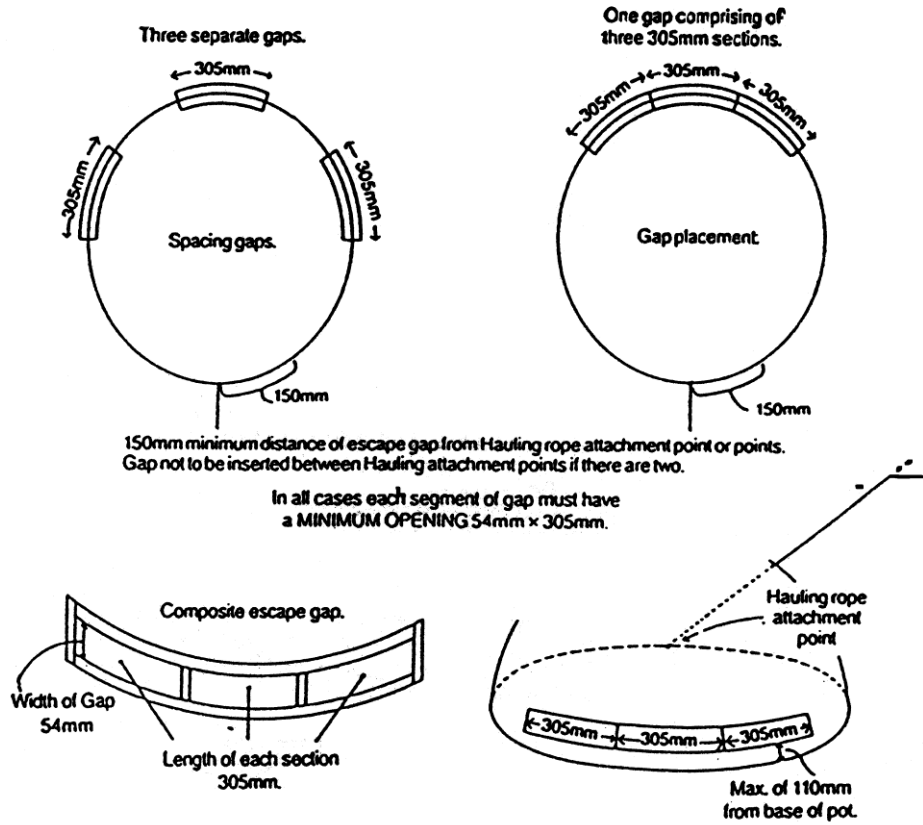 Three separate gaps.
305mm
305mm
305mm
Spacing gaps.
150mm
One gap comprising of
three 305mm sections.
305mm
305mm
305mm
Gap placement.
150mm
150mm minimum distance of escape gap from Hauling rope attachment point or points.
Gap not to be inserted between Hauling attachment points if there are two.
In all cases each segment of gap must have
a MINIMUM OPENING 54mm × 305mm.
Composite escape gap.
Width of Gap
54mm
Length of each section
305mm.
Hauling rope
attachment
point
305mm
305mm
305mm
Max. of 110mm
from base of pot.